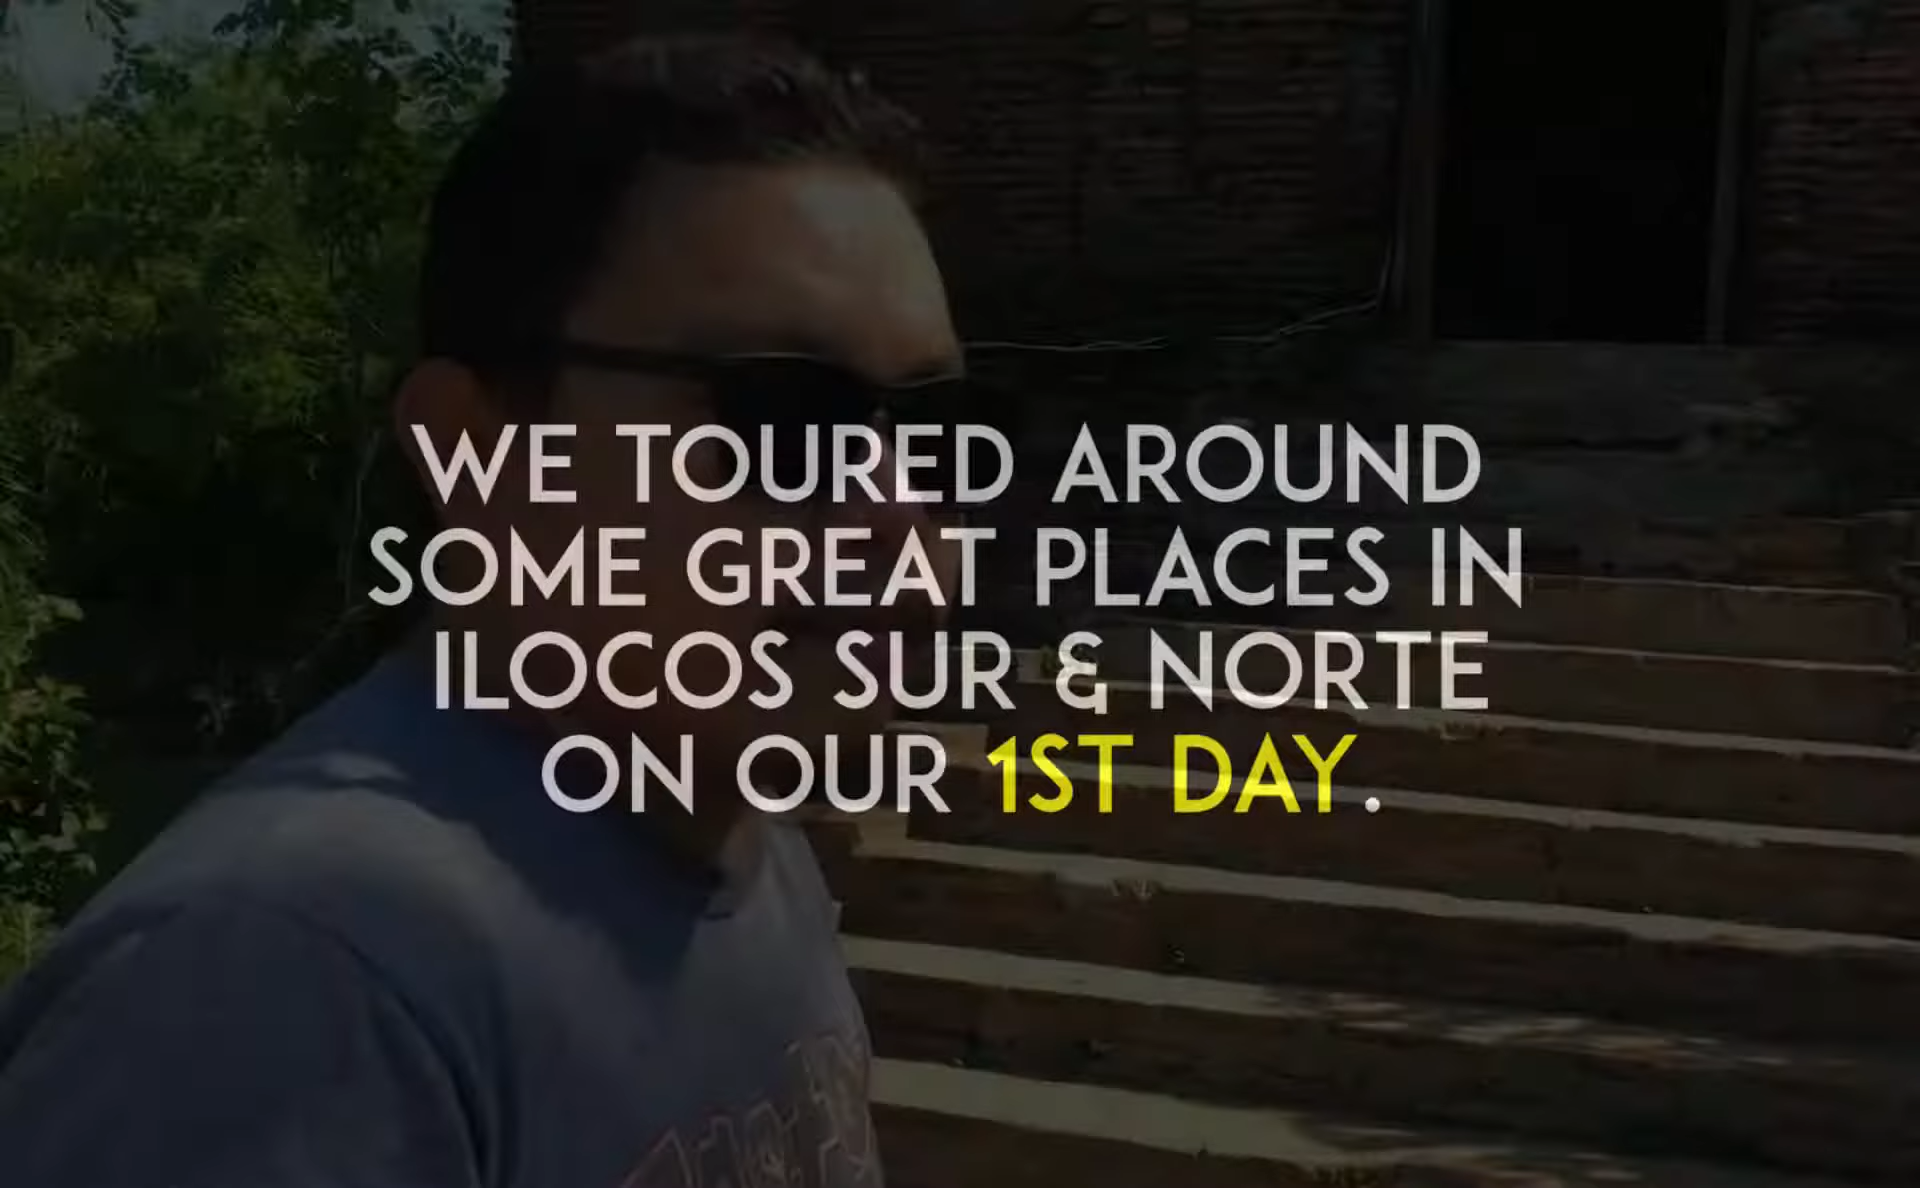 WE TOURED AROUND
SOME GREAT PLACES IN
ILOCOS SUR & NORTE
ON OUR 1ST DAY.